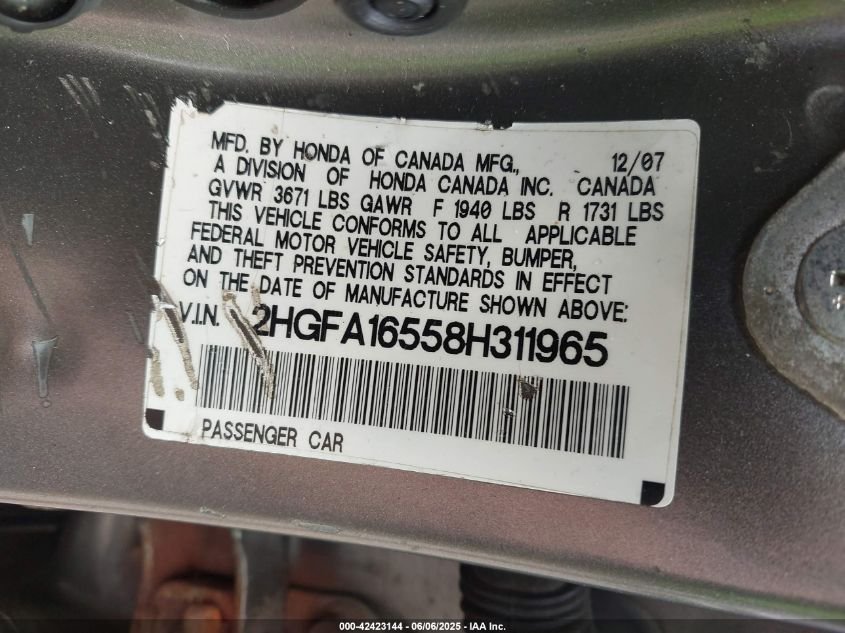 MFD. BY HONDA OF CANADA MFG., 12/07
A DIVISION OF HONDA CANADA INC. CANADA
GVWR 3671 LBS GAWR F 1940 LBS R 1731 LBS
THIS VEHICLE CONFORMS TO ALL APPLICABLE
FEDERAL MOTOR VEHICLE SAFETY, BUMPER,
AND THEFT PREVENTION STANDARDS IN EFFECT
ON THE DATE OF MANUFACTURE SHOWN ABOVE:
V.I.N. 2HGFA16558H311965
PASSENGER CAR
000-42423144 - 06/06/2025 - IAA Inc.